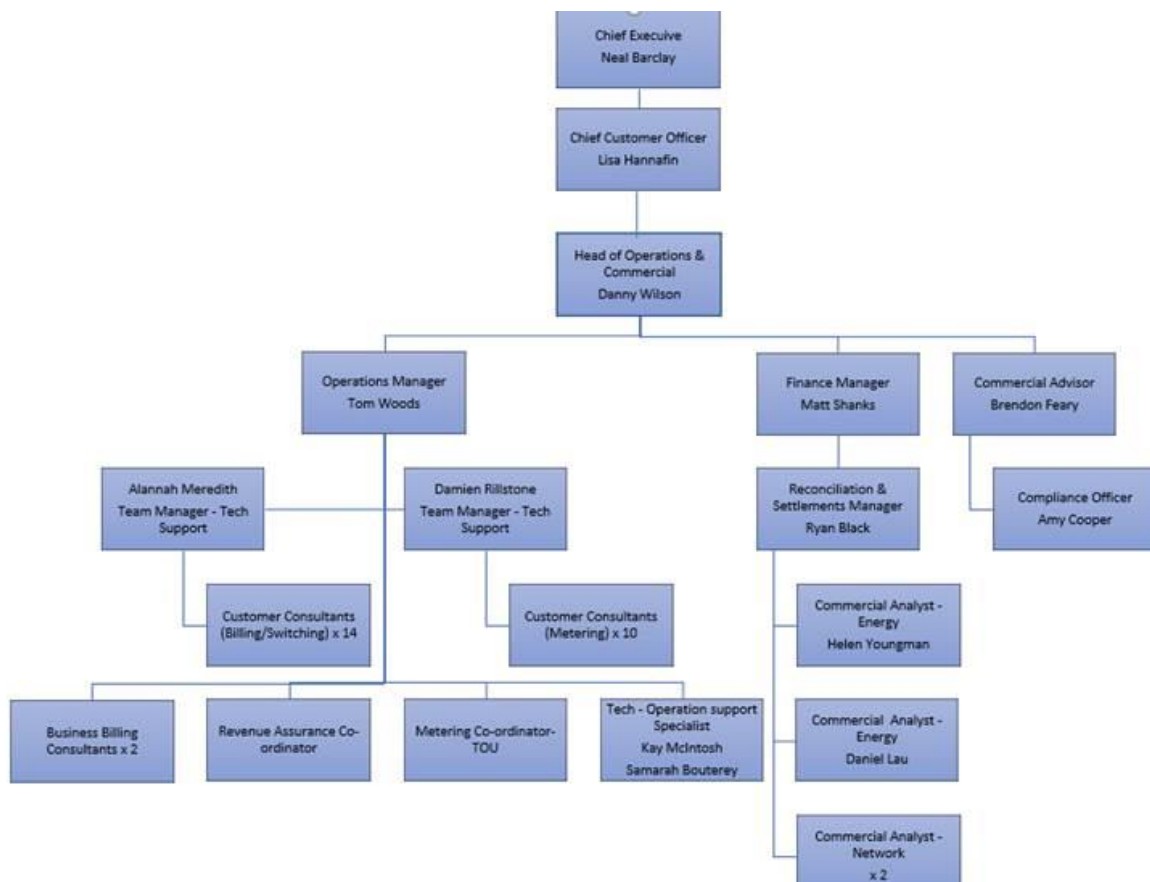 Chief Execuive
Neal Barclay
Chief Customer Officer
Lisa Hannafin
Head of Operations &
Commercial
Danny Wilson
Operations Manager
Tom Woods
Finance Manager
Matt Shanks
Commercial Advisor
Brendon Feary
Alannah Meredith
Team Manager - Tech
Support
Damien Rillstone
Team Manager - Tech
Support
Reconciliation &
Settlements Manager
Ryan Black
Compliance Officer
Amy Cooper
Customer Consultants
(Billing/Switching) x 14
Customer Consultants
(Metering) x 10
Commercial Analyst -
Energy
Helen Youngman
Business Billing
Consultants x 2
Revenue Assurance Co-
ordinator
Metering Co-ordinator-
TOU
Tech - Operation support
Specialist
Kay McIntosh
Samarah Bouterey
Commercial Analyst -
Energy
Daniel Lau
Commercial Analyst -
Network
x 2